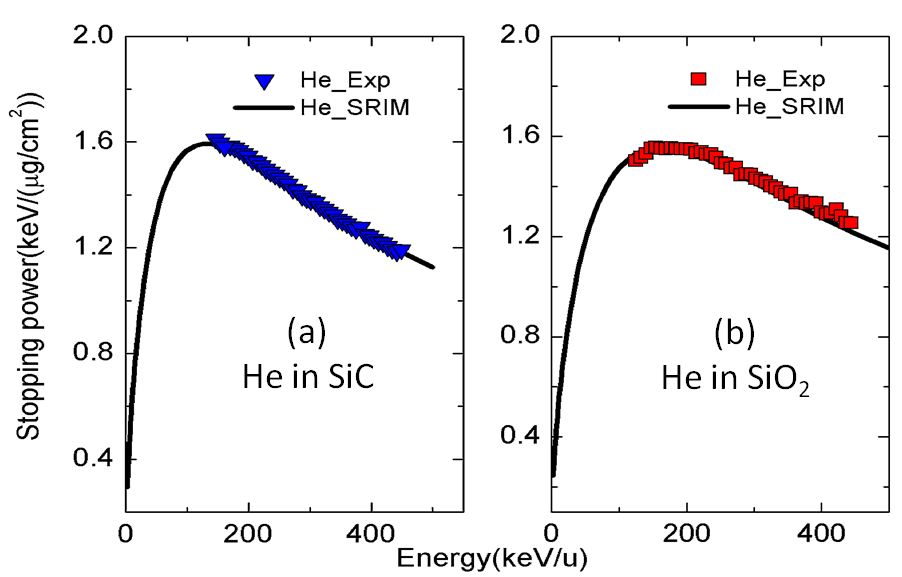 Stopping power(keV/(μg/cm²))
2.0
1.6
1.2
0.8
0.4
0
200
400
He_Exp
He_SRIM
(a)
He in SiC
2.0
1.6
1.2
0.8
0.4
0
200
400
He_Exp
He_SRIM
(b)
He in SiO₂
Energy(keV/u)